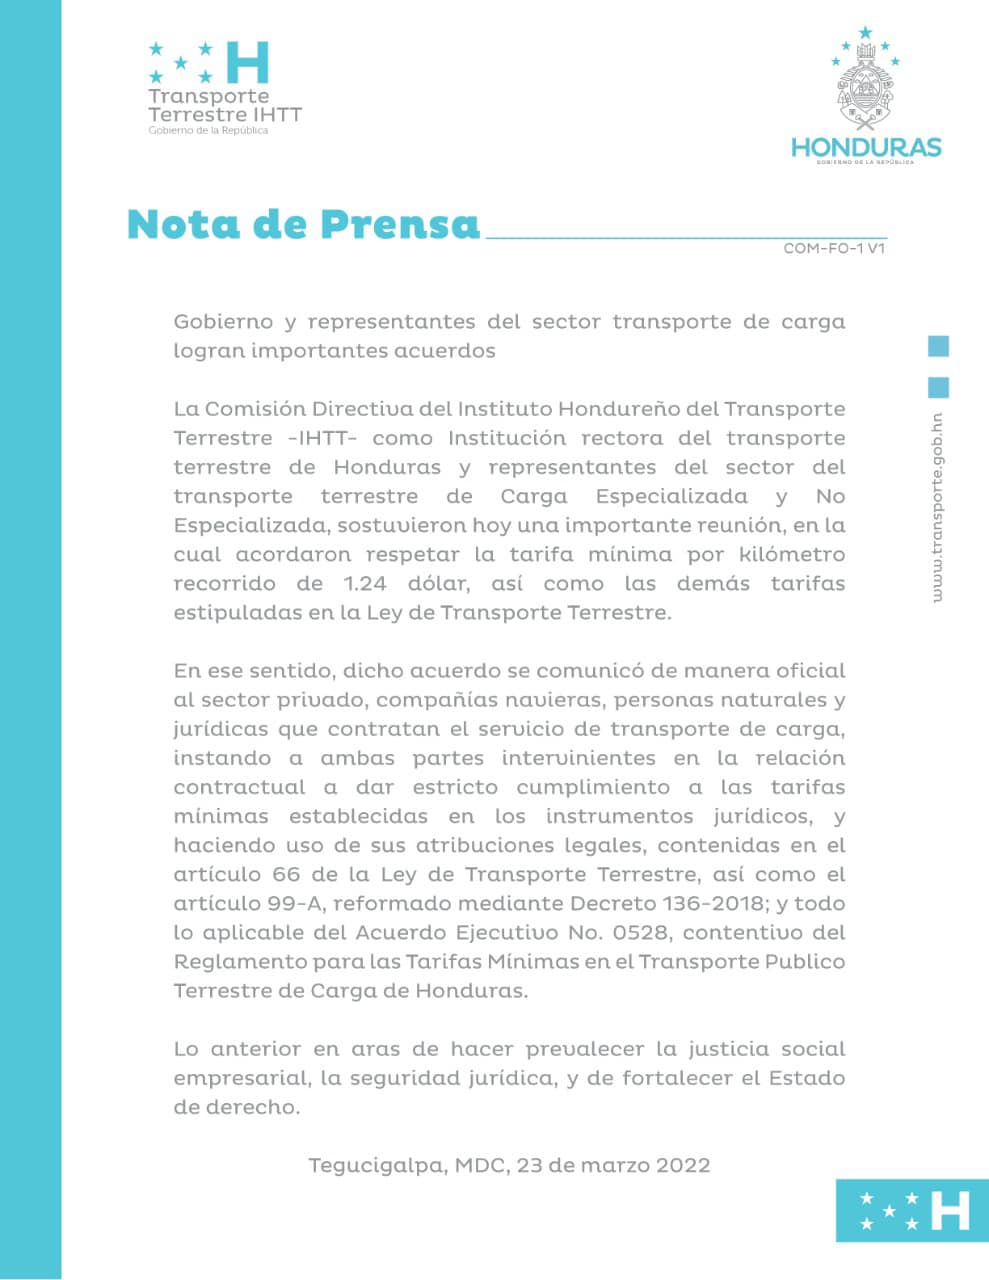 H
Transporte
Terrestre IHTT
Gobierno de la República
HONDURAS
GOBIERNO DE LA REPÚBLICA
Nota de Prensa
COM-FO-1 V1
Gobierno y representantes del sector transporte de carga
logran importantes acuerdos
La Comisión Directiva del Instituto Hondureño del Transporte
Terrestre -IHTT- como Institución rectora del transporte
terrestre de Honduras y representantes del sector del
transporte terrestre de Carga Especializada y No
Especializada, sostuvieron hoy una importante reunión, en la
cual acordaron respetar la tarifa mínima por kilómetro
recorrido de 1.24 dólar, así como las demás tarifas
estipuladas en la Ley de Transporte Terrestre.
En ese sentido, dicho acuerdo se comunicó de manera oficial
al sector privado, compañías navieras, personas naturales y
jurídicas que contratan el servicio de transporte de carga,
instando a ambas partes intervinientes en la relación
contractual a dar estricto cumplimiento a las tarifas
mínimas establecidas en los instrumentos jurídicos, y
haciendo uso de sus atribuciones legales, contenidas en el
artículo 66 de la Ley de Transporte Terrestre, así como el
artículo 99-A, reformado mediante Decreto 136-2018; y todo
lo aplicable del Acuerdo Ejecutivo No. 0528, contentivo del
Reglamento para las Tarifas Mínimas en el Transporte Publico
Terrestre de Carga de Honduras.
Lo anterior en aras de hacer prevalecer la justicia social
empresarial, la seguridad jurídica, y de fortalecer el Estado
de derecho.
Tegucigalpa, MDC, 23 de marzo 2022
www.transporte.gob.hn
H